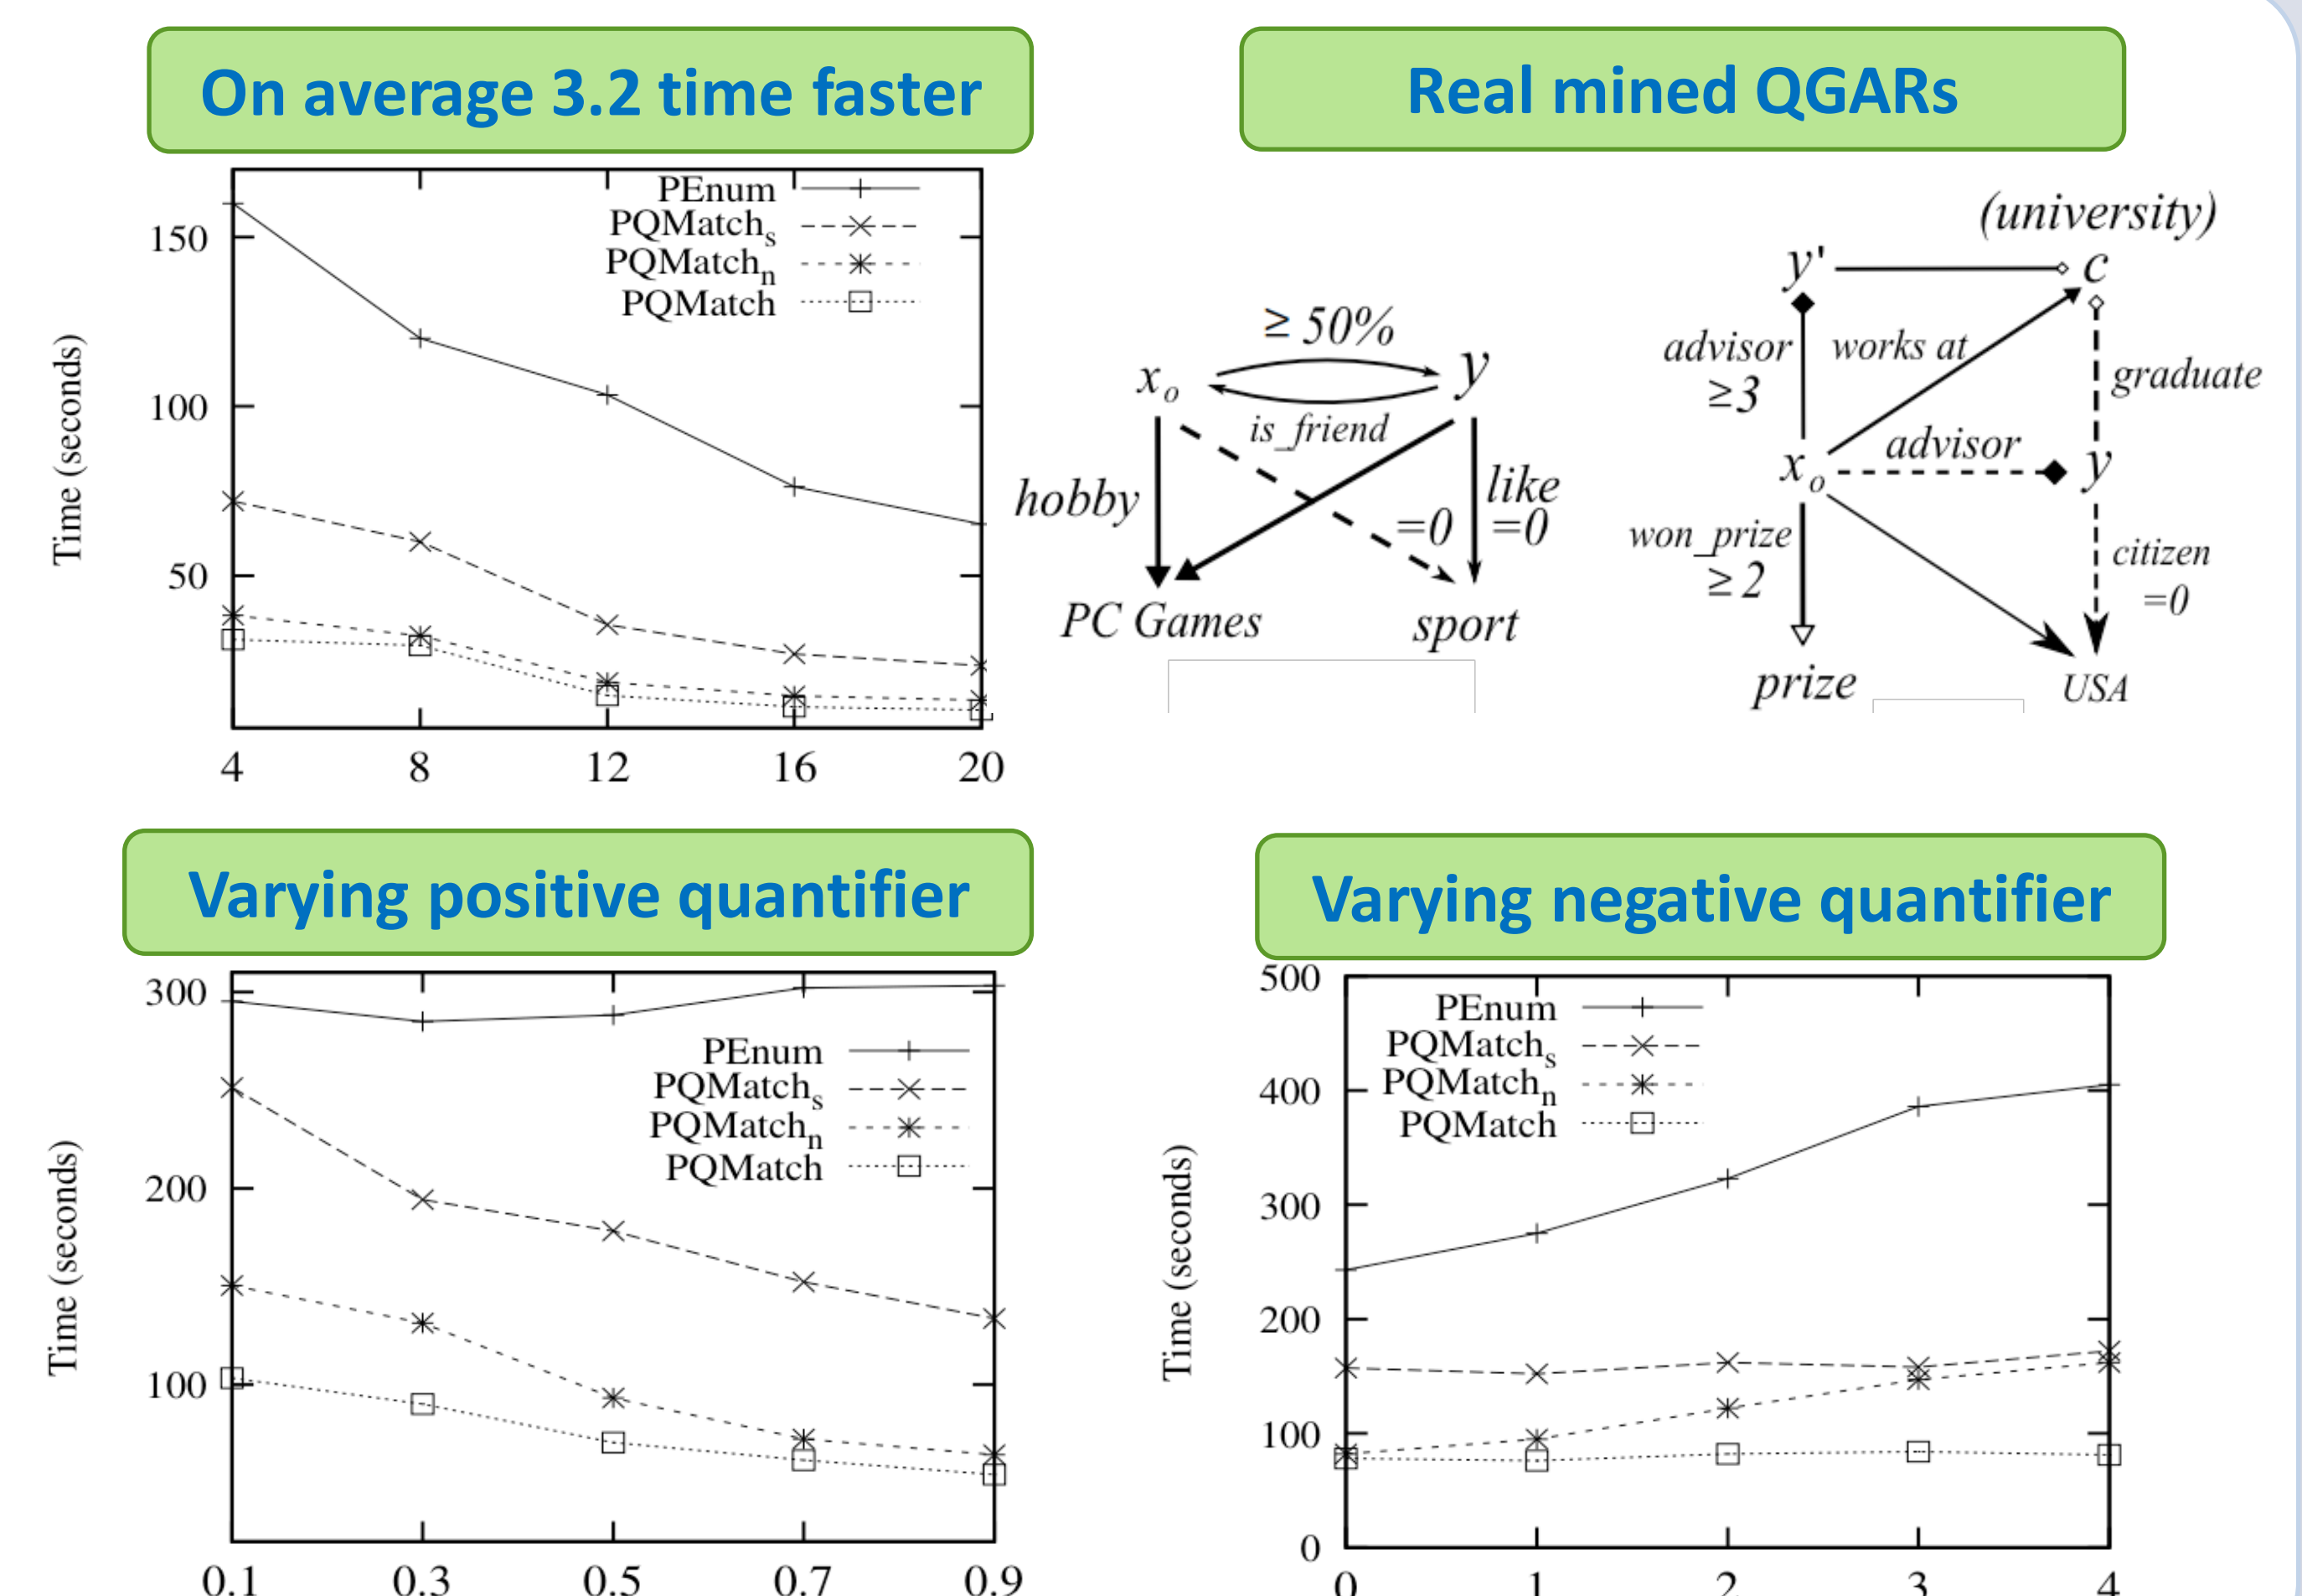 On average 3.2 time faster
Real mined QGARs
PEnum
PQMatchs
PQMatchn
PQMatch
150
100
50
Time (seconds)
4 8 12 16 20
≥ 50%
xo
y
is_friend
hobby
like
=0
=0
PC Games
sport
(university)
y'
c
advisor
≥3
works at
graduate
xo
advisor
y
won_prize
≥ 2
citizen
=0
prize
USA
Varying positive quantifier
Varying negative quantifier
300
200
100
Time (seconds)
PEnum
PQMatchs
PQMatchn
PQMatch
0.1 0.3 0.5 0.7 0.9
500
400
300
200
100
0
Time (seconds)
PEnum
PQMatchs
PQMatchn
PQMatch
0 1 2 3 4